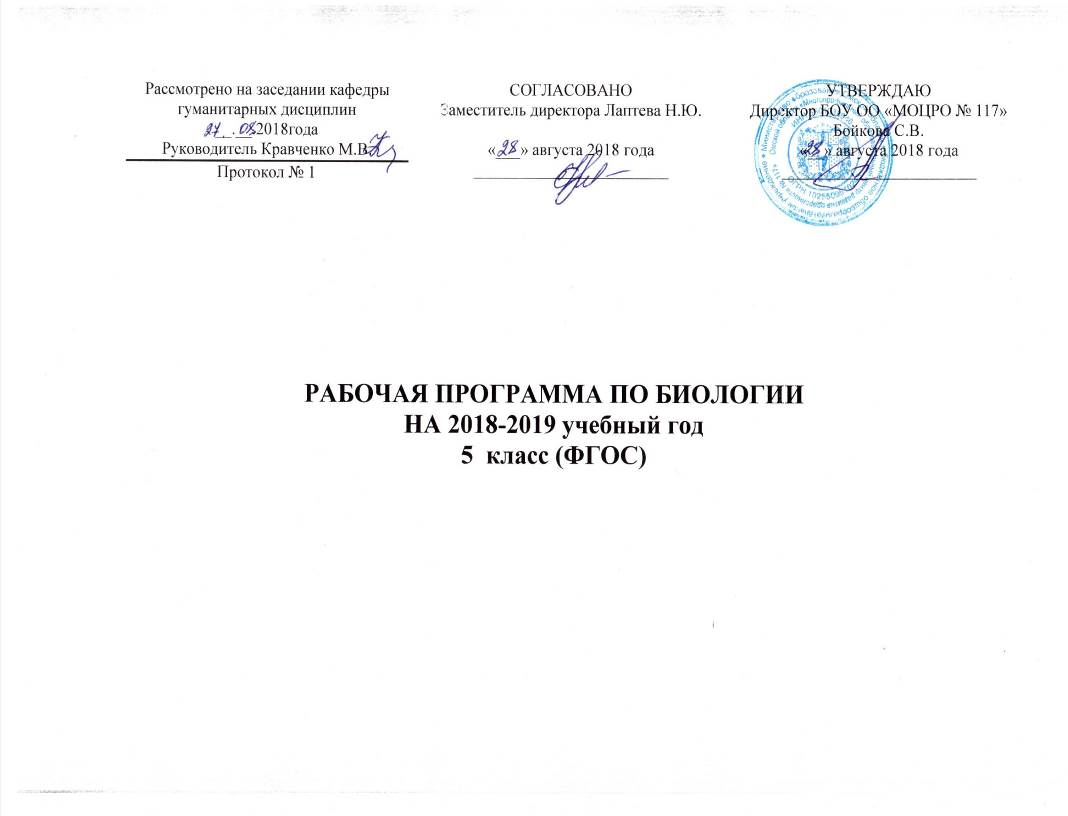 Рассмотрено на заседании кафедры
гуманитарных дисциплин
27 . 08 2018года
Руководитель Кравченко М.В.
Протокол № 1
СОГЛАСОВАНО
Заместитель директора Лаптева Н.Ю.
«28» августа 2018 года
УТВЕРЖДАЮ
Директор БОУ ОО «МОЦРО № 117»
Бойкова С.В.
«28» августа 2018 года
РАБОЧАЯ ПРОГРАММА ПО БИОЛОГИИ
НА 2018-2019 учебный год
5 класс (ФГОС)